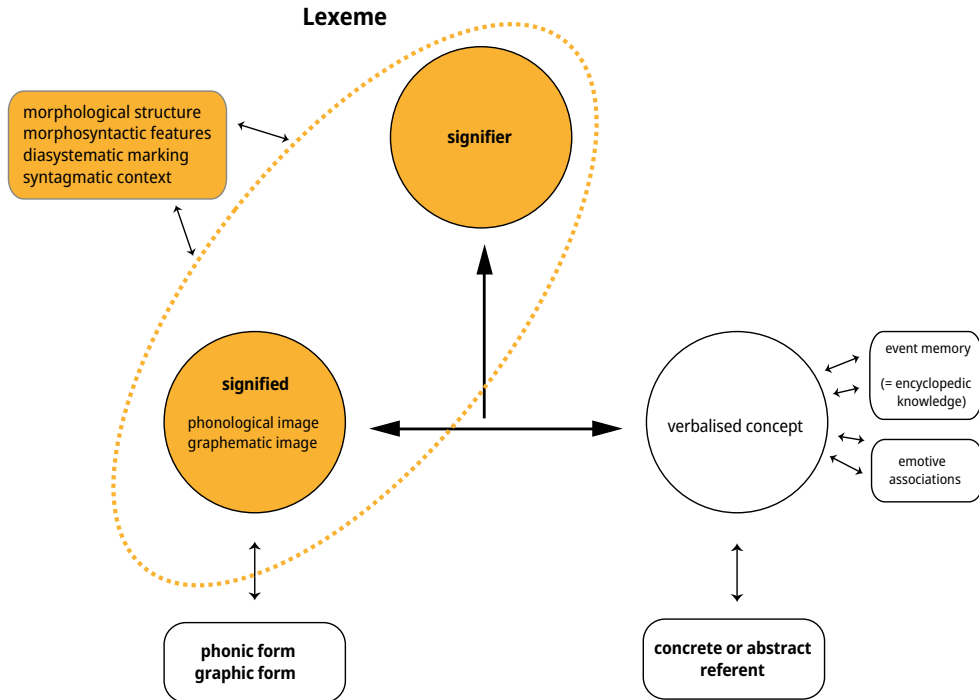 Lexeme
signifier
morphological structure
morphosyntactic features
diasystematic marking
syntagmatic context
signified
phonological image
graphematic image
verbalised concept
event memory
(= encyclopedic
knowledge)
emotive
associations
phonic form
graphic form
concrete or abstract
referent